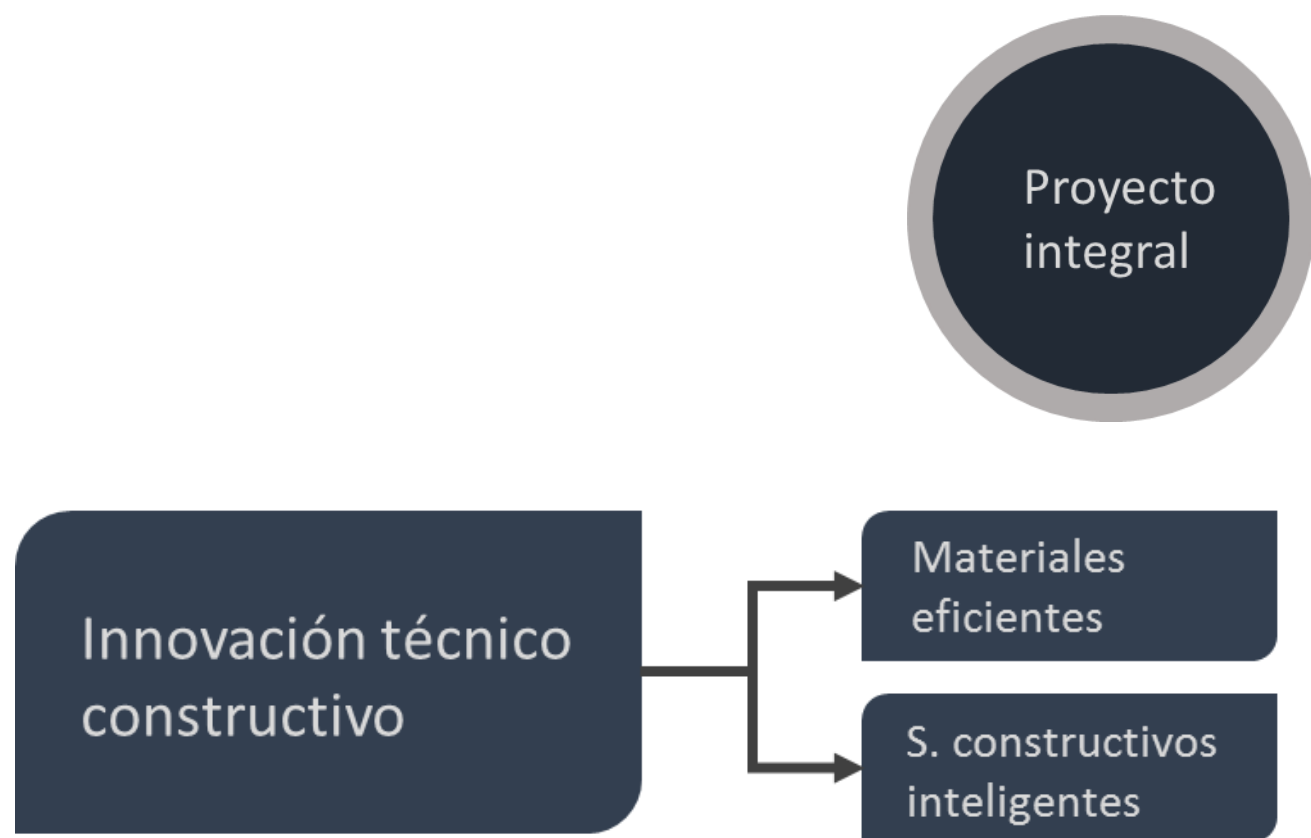 Proyecto
integral
Innovación técnico
constructivo
Materiales
eficientes
S. constructivos
inteligentes